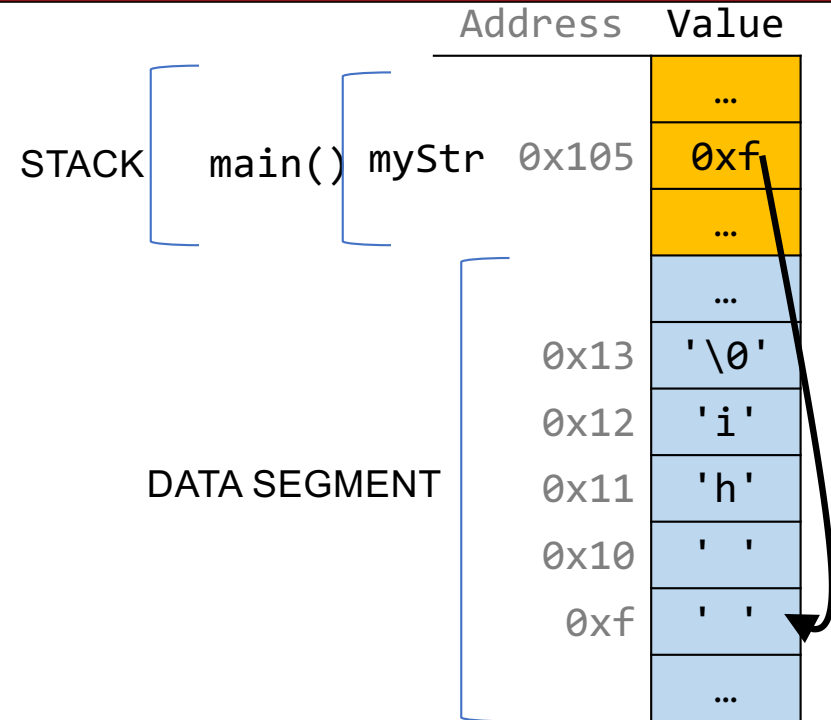 Address Value
…
STACK main() myStr 0x105 0xf
…
…
0x13 '\0'
0x12 'i'
DATA SEGMENT 0x11 'h'
0x10 ' '
0xf ' '
…